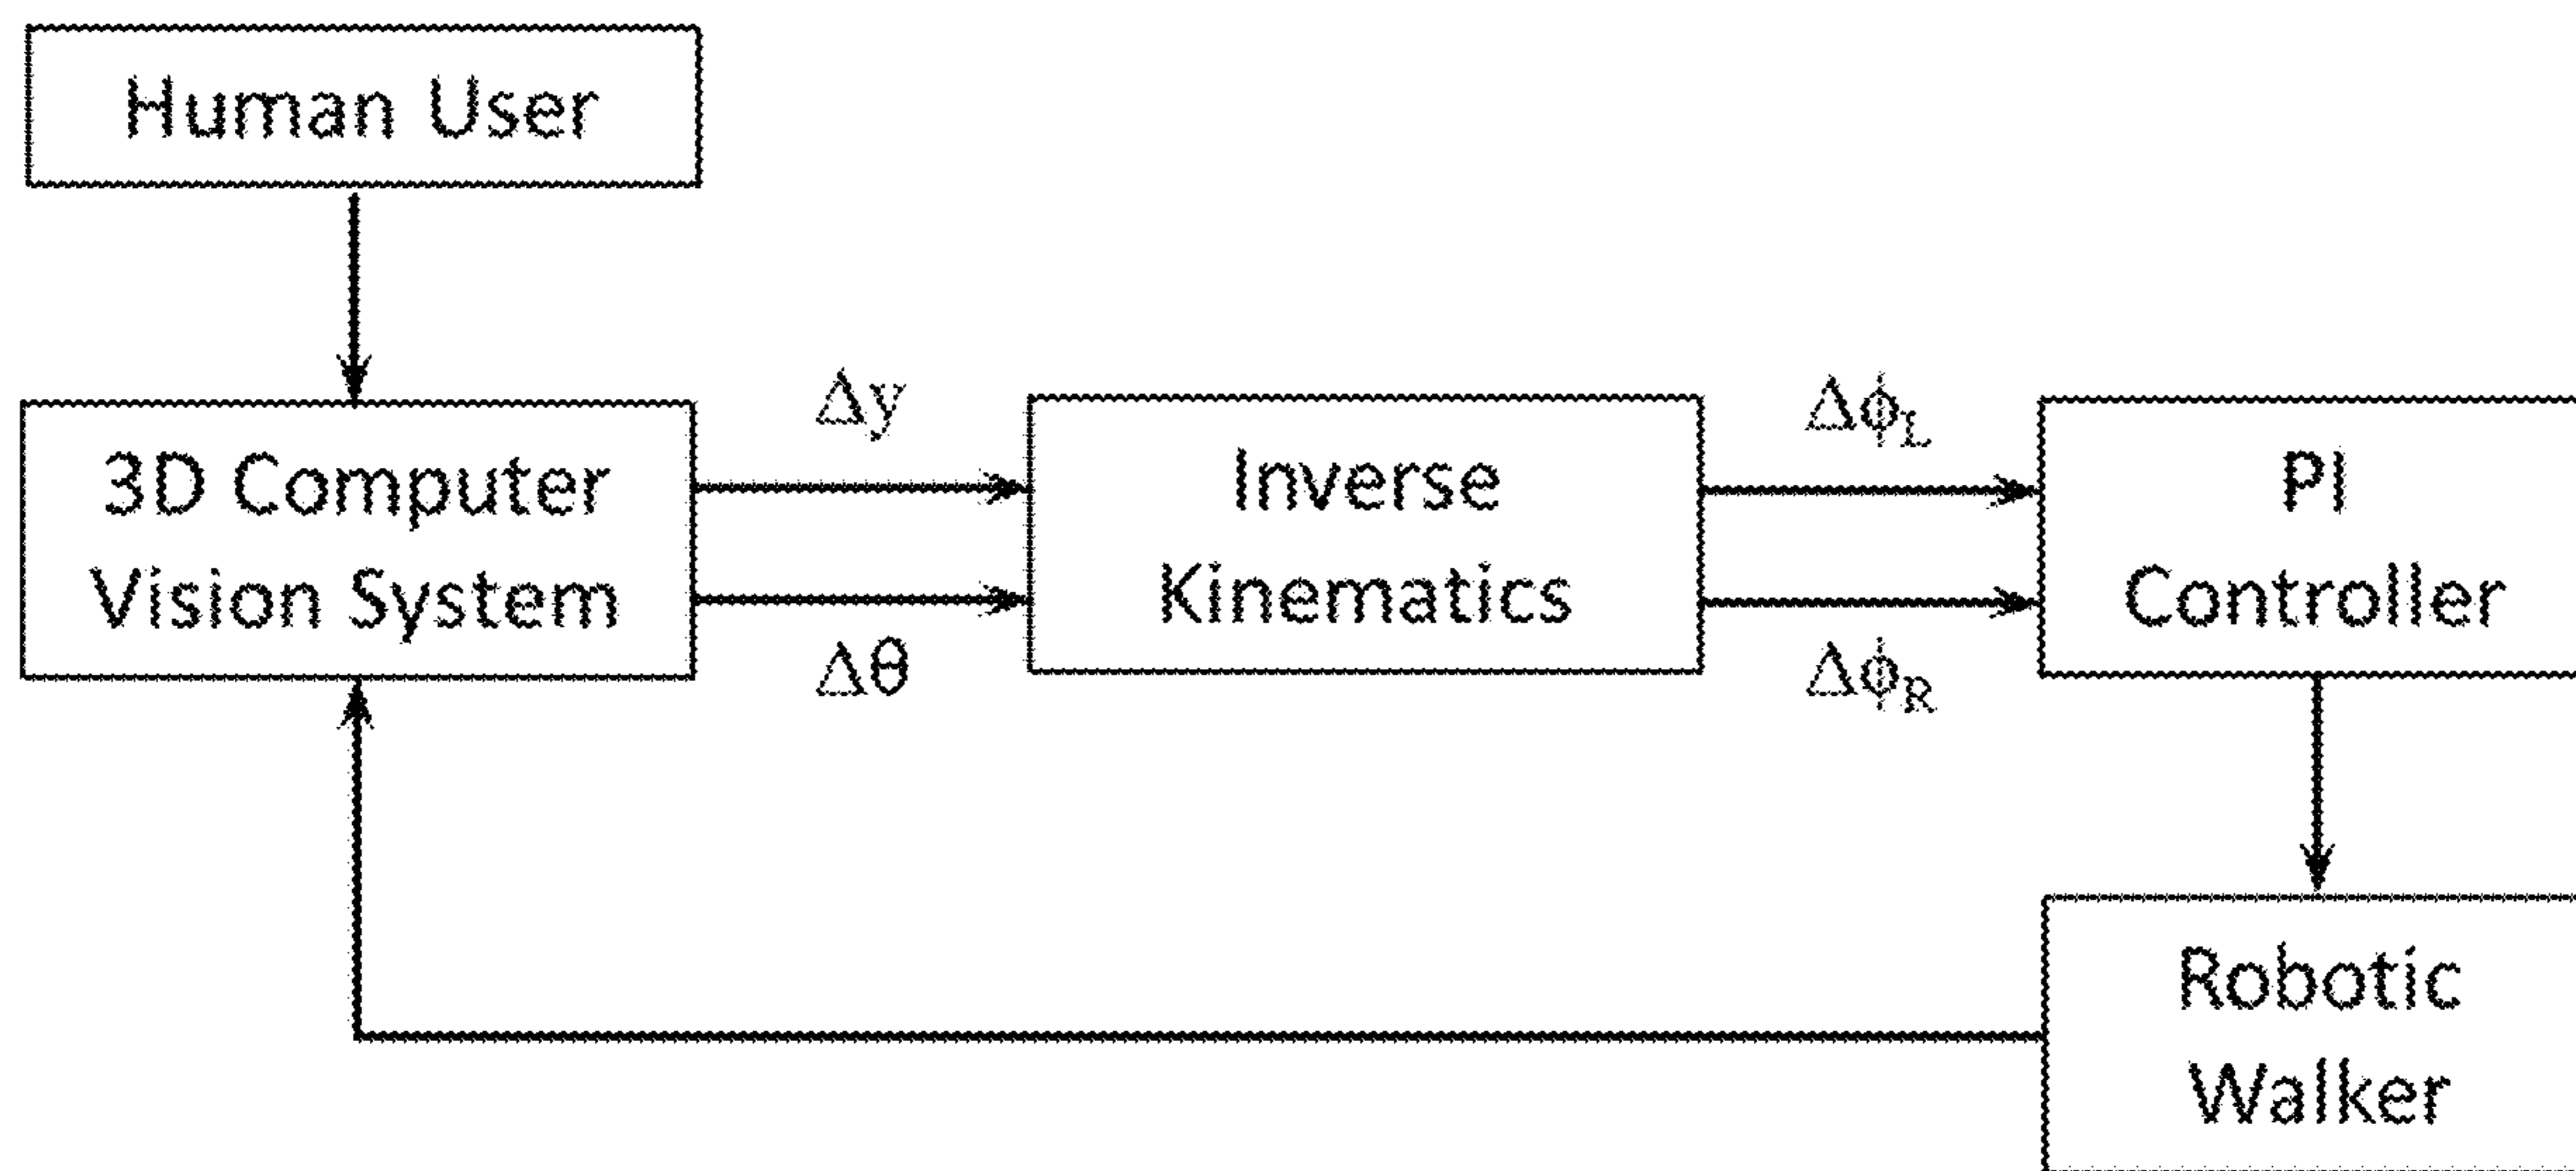 Human User
3D Computer
Vision System
Δy
Δθ
Inverse
Kinematics
ΔϕL
ΔϕR
PI
Controller
Robotic
Walker